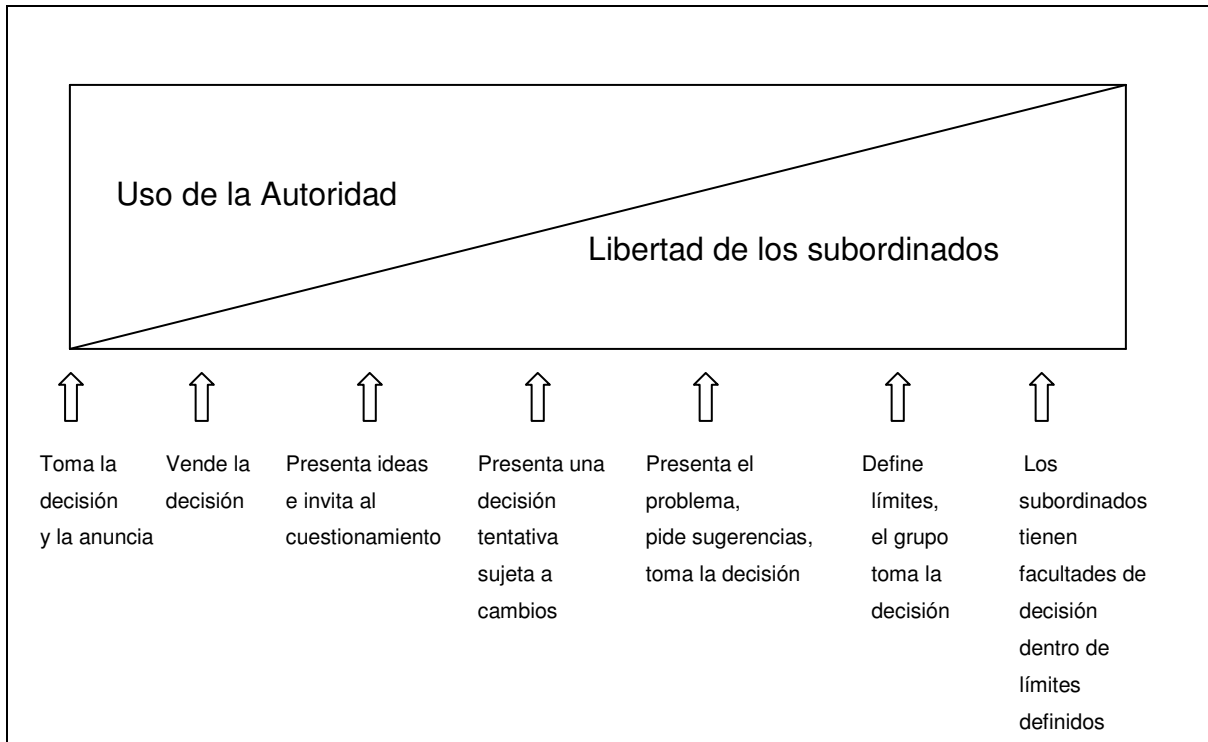 Uso de la Autoridad
Libertad de los subordinados
Toma la
decisión
y la anuncia
Vende la
decisión
Presenta ideas
e invita al
cuestionamiento
Presenta una
decisión
tentativa
sujeta a
cambios
Presenta el
problema,
pide sugerencias,
toma la decisión
Define
límites,
el grupo
toma la
decisión
Los
subordinados
tienen
facultades de
decisión
dentro de
límites
definidos